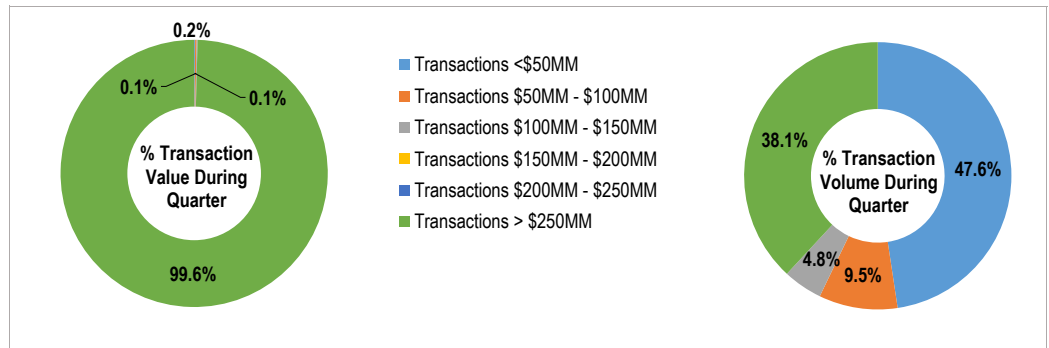 0.2%
0.1%
0.1%
% Transaction
Value During
Quarter
99.6%
Transactions <$50MM
Transactions $50MM - $100MM
Transactions $100MM - $150MM
Transactions $150MM - $200MM
Transactions $200MM - $250MM
Transactions > $250MM
38.1%
% Transaction
Volume During
Quarter
47.6%
4.8%
9.5%